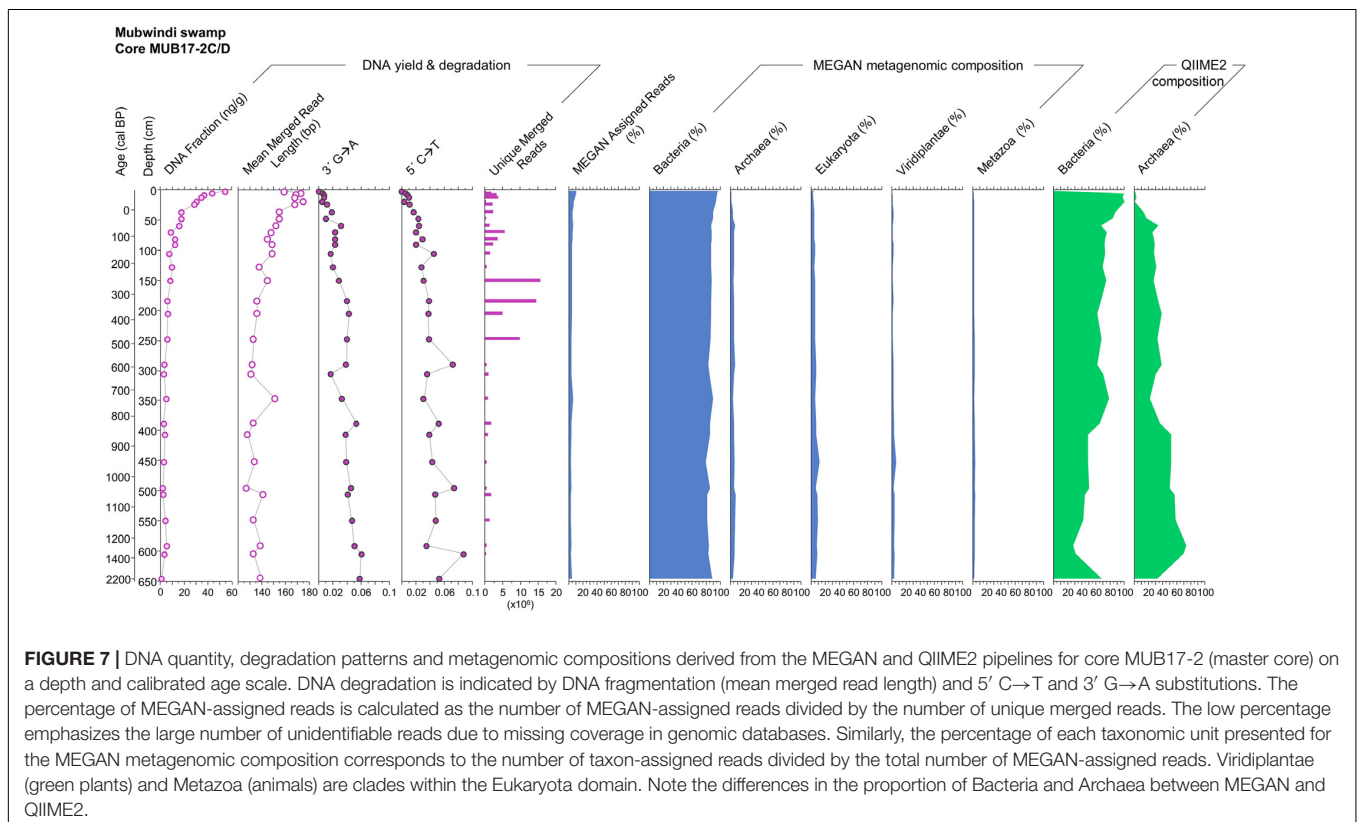 Mubwindi swamp
Core MUB17-2C/D
DNA yield & degradation
MEGAN metagenomic composition
QIIME2
composition
Age (cal BP)
Depth (cm)
DNA Fraction (ng/g)
Mean Merged Read
Length (bp)
3´ G→A
5´ C→T
Unique Merged
Reads
MEGAN Assigned Reads
(%)
Bacteria (%)
Archaea (%)
Eukaryota (%)
Viridiplantae (%)
Metazoa (%)
Bacteria (%)
Archaea (%)
0
100
200
300
400
500
600
700
800
900
1000
1100
1200
1400
2200
0
50
100
150
200
250
300
350
400
450
500
550
600
650
0 20 40 60
140 160 180
0.02 0.06 0.1
0.02 0.06 0.1
0 5 10 15 20
(x10⁶)
20 40 60 80 100
20 40 60 80 100
20 40 60 80 100
20 40 60 80 100
20 40 60 80 100
20 40 60 80 100
20 40 60 80 100
20 40 60 80 100
FIGURE 7 | DNA quantity, degradation patterns and metagenomic compositions derived from the MEGAN and QIIME2 pipelines for core MUB17-2 (master core) on
a depth and calibrated age scale. DNA degradation is indicated by DNA fragmentation (mean merged read length) and 5′ C→T and 3′ G→A substitutions. The
percentage of MEGAN-assigned reads is calculated as the number of MEGAN-assigned reads divided by the number of unique merged reads. The low percentage
emphasizes the large number of unidentifiable reads due to missing coverage in genomic databases. Similarly, the percentage of each taxonomic unit presented for
the MEGAN metagenomic composition corresponds to the number of taxon-assigned reads divided by the total number of MEGAN-assigned reads. Viridiplantae
(green plants) and Metazoa (animals) are clades within the Eukaryota domain. Note the differences in the proportion of Bacteria and Archaea between MEGAN and
QIIME2.